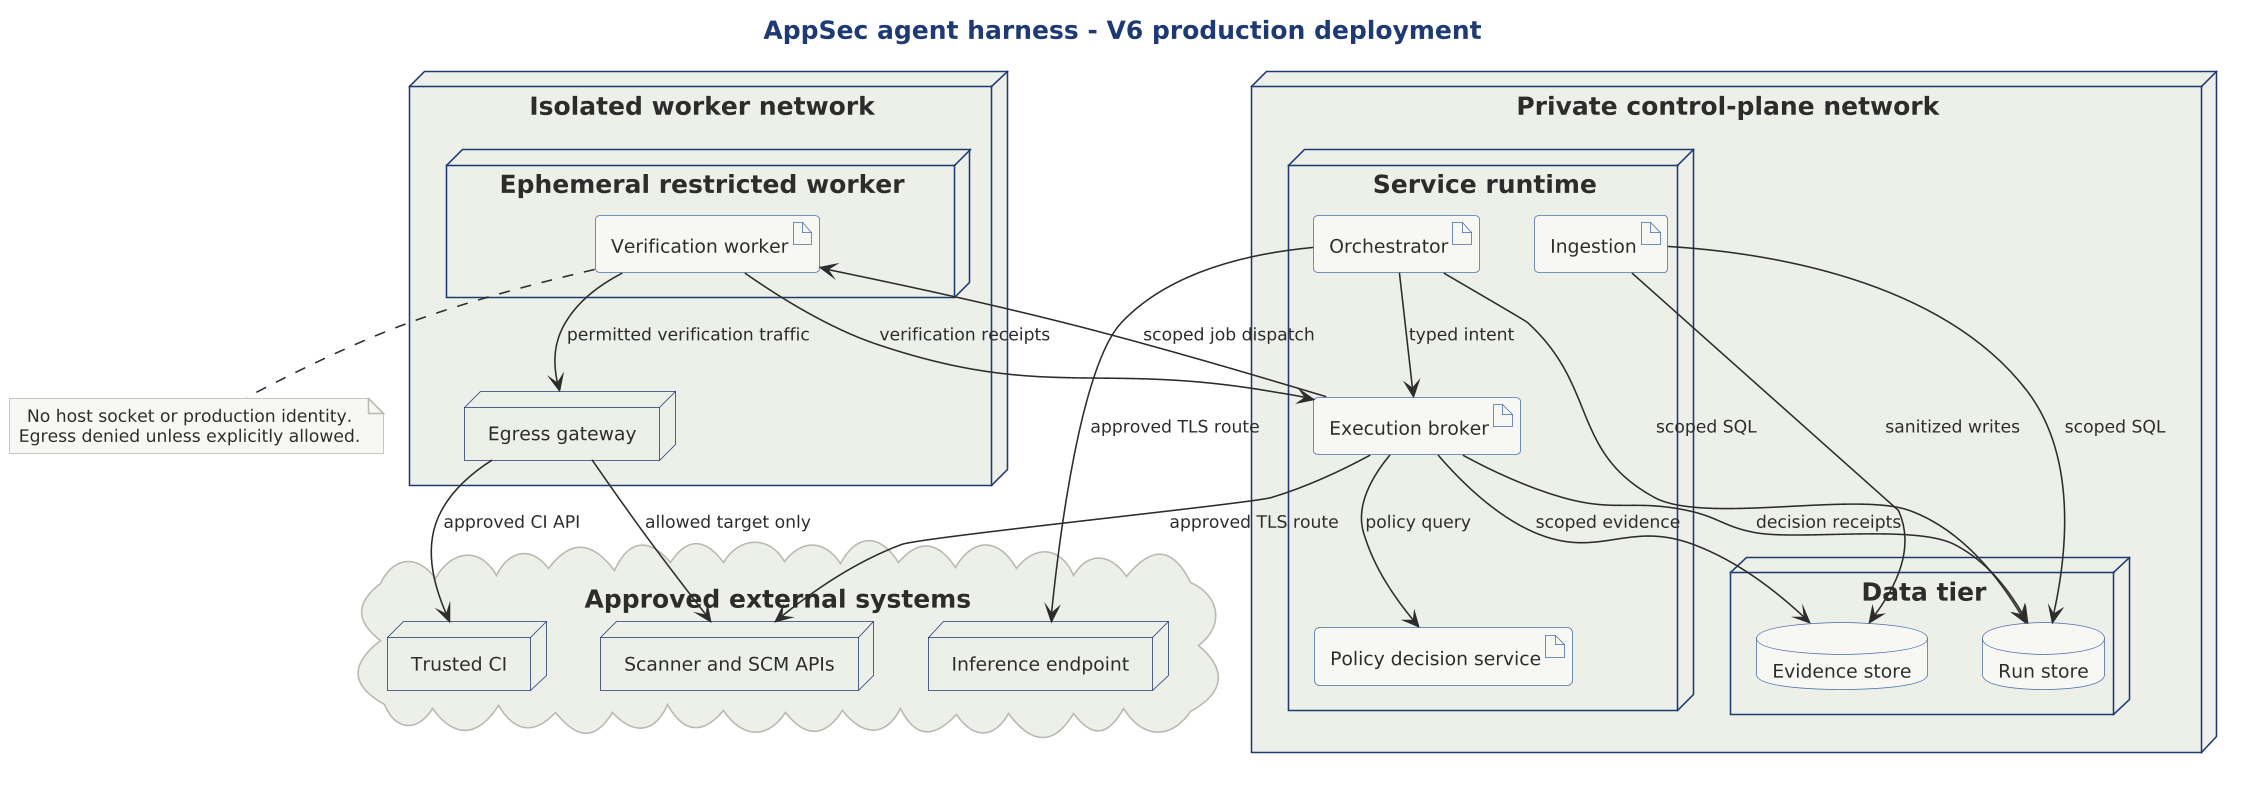 AppSec agent harness - V6 production deployment
Isolated worker network
Private control-plane network
Ephemeral restricted worker
Service runtime
Verification worker
Orchestrator
Ingestion
permitted verification traffic
verification receipts
scoped job dispatch
typed intent
No host socket or production identity.
Egress denied unless explicitly allowed.
Egress gateway
approved TLS route
Execution broker
scoped SQL
sanitized writes
scoped SQL
approved CI API
allowed target only
approved TLS route
policy query
scoped evidence
decision receipts
Approved external systems
Data tier
Trusted CI
Scanner and SCM APIs
Inference endpoint
Policy decision service
Evidence store
Run store